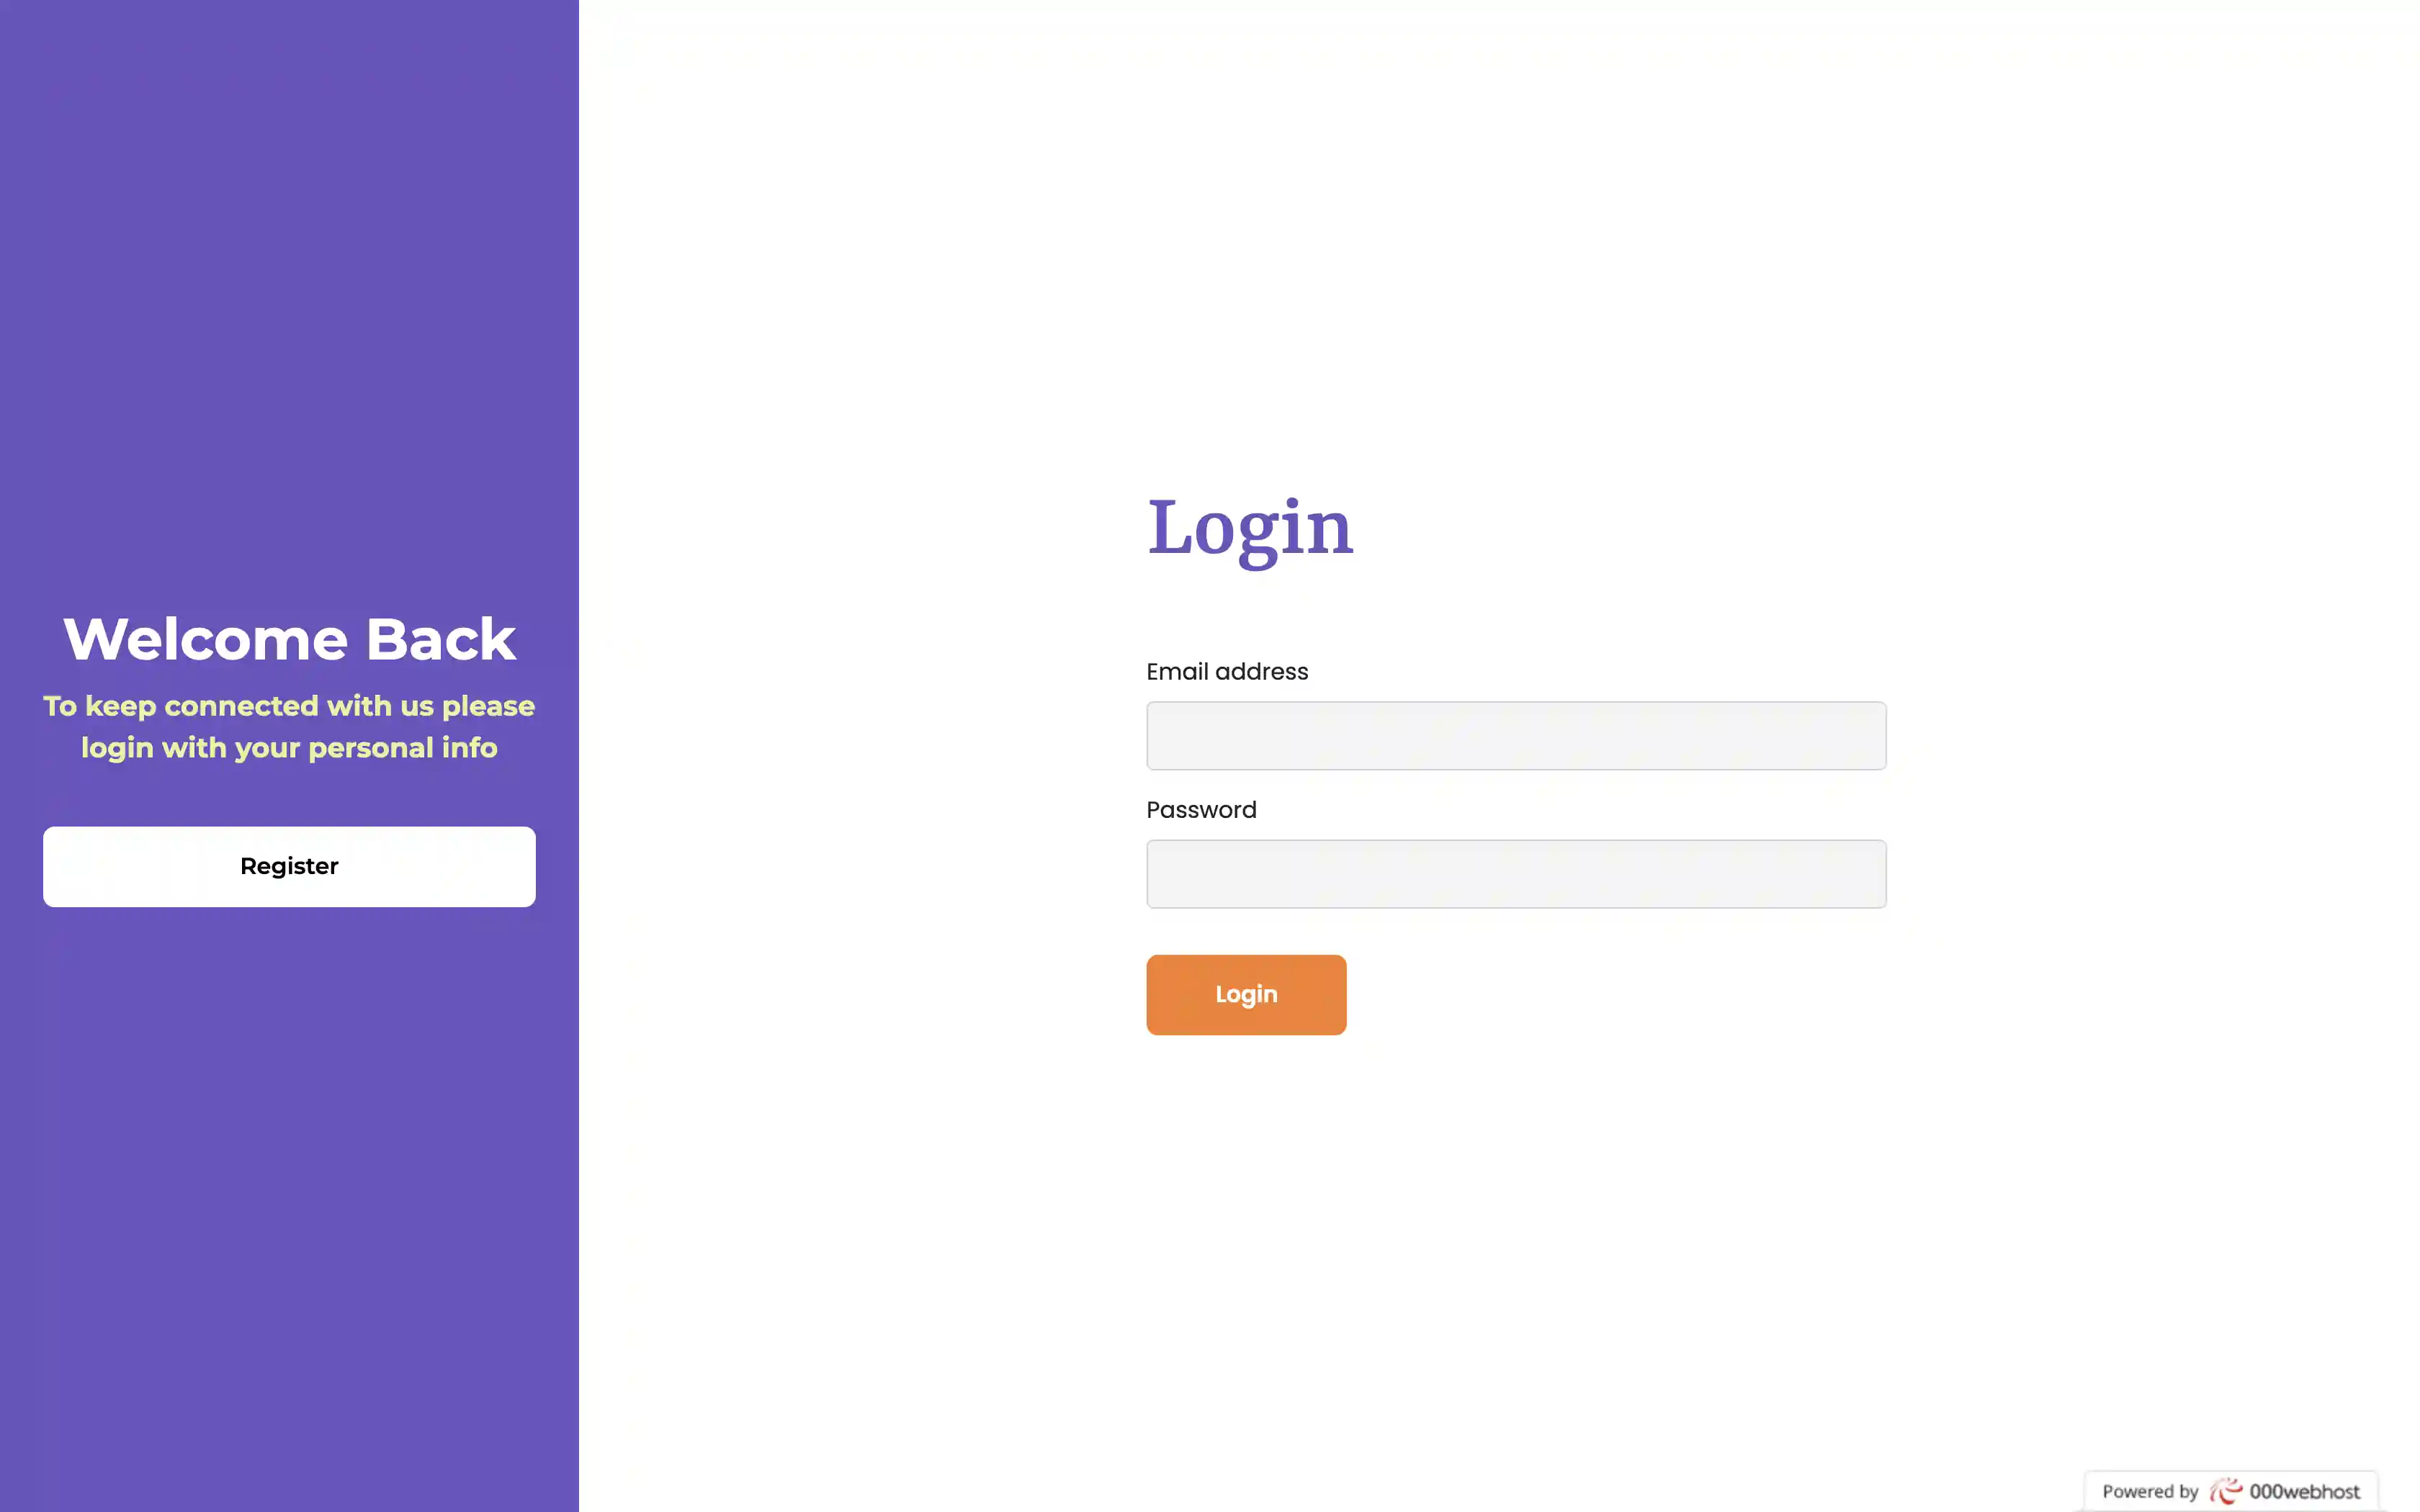 Welcome Back
To keep connected with us please
login with your personal info
Register
Login
Email address
Password
Login
Powered by 000webhost